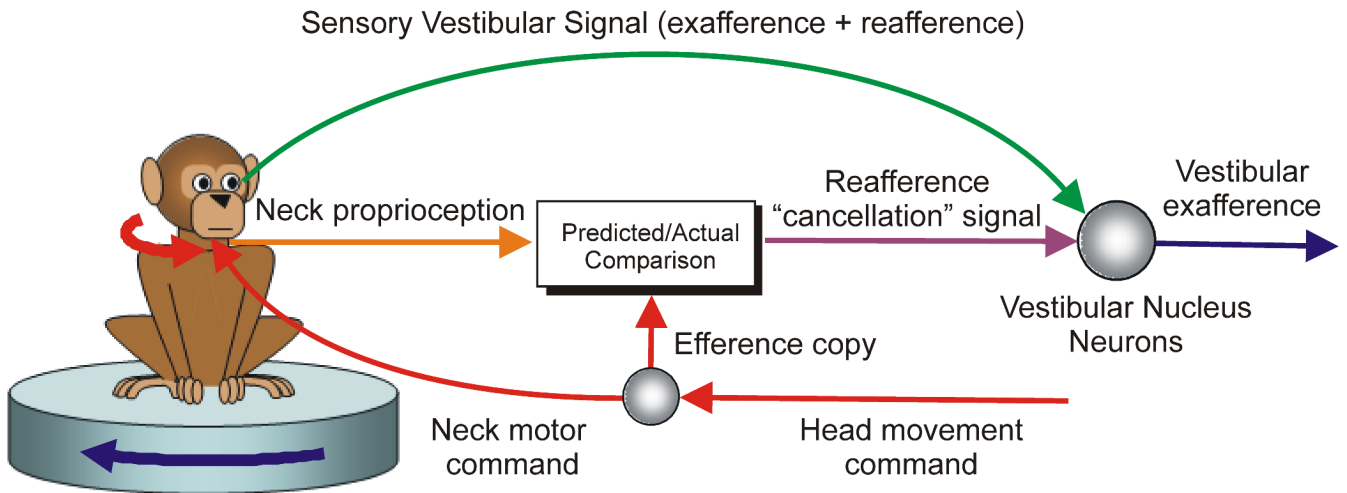 Sensory Vestibular Signal (exafference + reafference)
Neck proprioception
Predicted/Actual
Comparison
Reafference
“cancellation” signal
Vestibular
exafference
Vestibular Nucleus
Neurons
Efference copy
Neck motor
command
Head movement
command